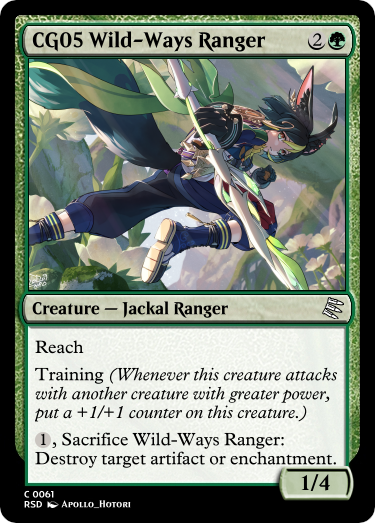 CG05 Wild-Ways Ranger 2
Creature — Jackal Ranger
Reach
Training (Whenever this creature attacks
with another creature with greater power,
put a +1/+1 counter on this creature.)
1, Sacrifice Wild-Ways Ranger:
Destroy target artifact or enchantment.
1/4
C 0061
RSD Apollo_Hotori